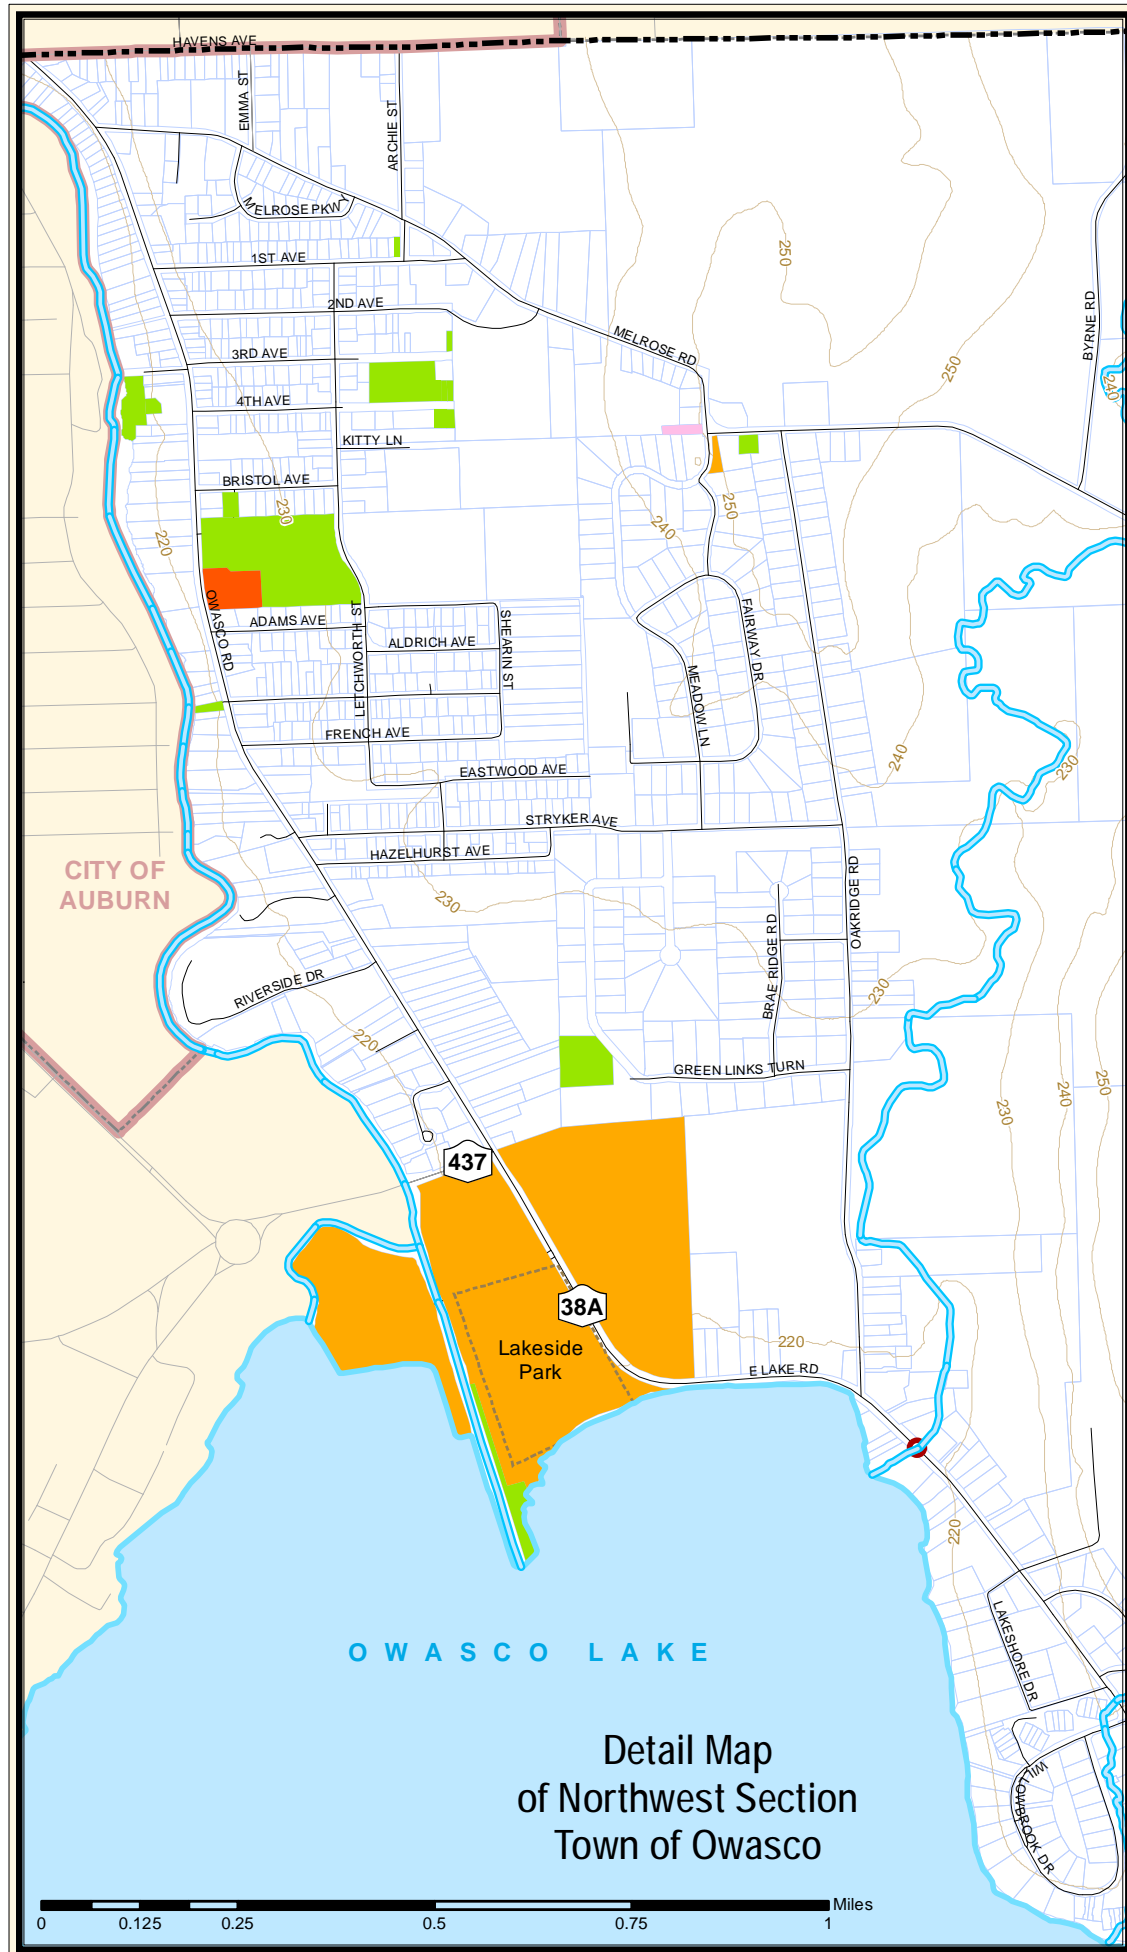 HAVENS AVE
EMMA ST
ARCHIE ST
MELROSE PKWY
1ST AVE
250
2ND AVE
BYRNE RD
MELROSE RD
3RD AVE
250
240
4TH AVE
KITTY LN
BRISTOL AVE
230
250
240
220
OWASCO RD
ADAMS AVE
LETCHWORTH ST
ALDRICH AVE
SHEARIN ST
FAIRWAY DR
MEADOW LN
FRENCH AVE
240
230
EASTWOOD AVE
STRYKER AVE
HAZELHURST AVE
CITY OF
AUBURN
230
OAKRIDGE RD
BRAE RIDGE RD
RIVERSIDE DR
230
220
GREEN LINKS TURN
230
240
250
437
38A
Lakeside
Park
220
E LAKE RD
220
LAKESHORE DR
OWASCO LAKE
WILLOWBROOK DR
Detail Map
of Northwest Section
Town of Owasco
Miles
0 0.125 0.25 0.5 0.75 1